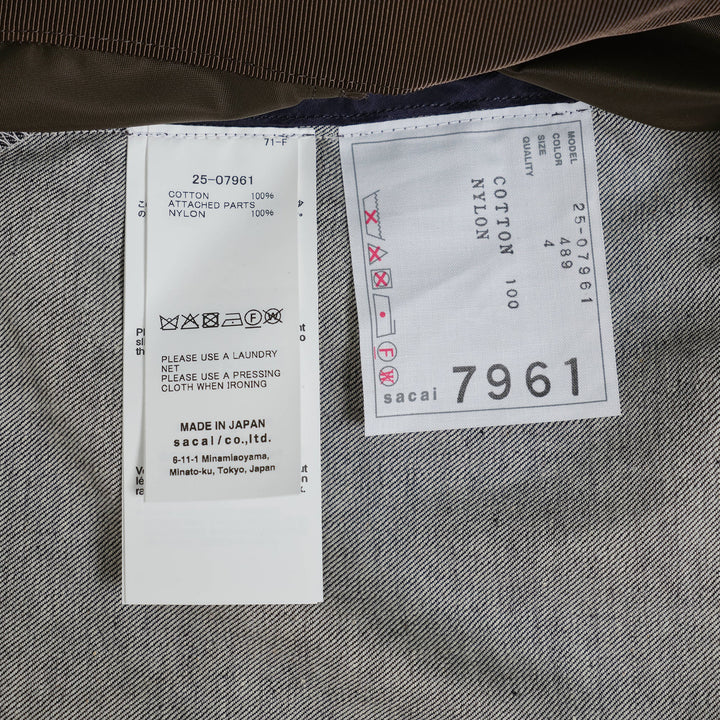 71-F
25-07961
COTTON 100%
ATTACHED PARTS
NYLON 100%
PLEASE USE A LAUNDRY
NET
PLEASE USE A PRESSING
CLOTH WHEN IRONING
MADE IN JAPAN
sacai/co.,ltd.
6-11-1 Minamiaoyama,
Minato-ku, Tokyo, Japan
MODEL 25-07961
COLOR 489
SIZE 4
QUALITY
COTTON 100
NYLON
sacai 7961